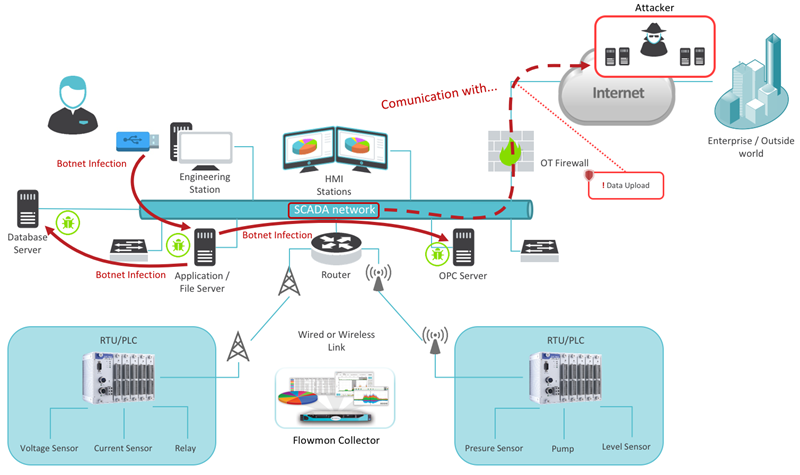 Attacker
Comunication with...
Internet
Enterprise / Outside
world
Botnet Infection
Engineering
Station
HMI
Stations
OT Firewall
! Data Upload
SCADA network
Database
Server
Botnet Infection
Application /
File Server
Botnet Infection
Router
OPC Server
RTU/PLC
Voltage Sensor
Current Sensor
Relay
Wired or Wireless
Link
Flowmon Collector
RTU/PLC
Presure Sensor
Pump
Level Sensor